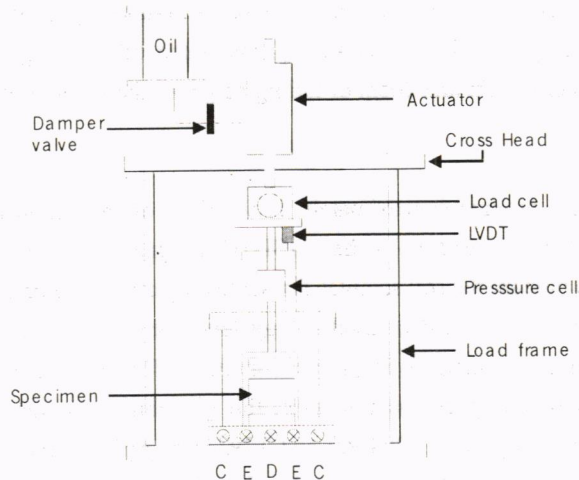 Oil
Actuator
Damper
valve
Cross Head
Load cell
LVDT
Presssure cell
Load frame
Specimen
C E D E C